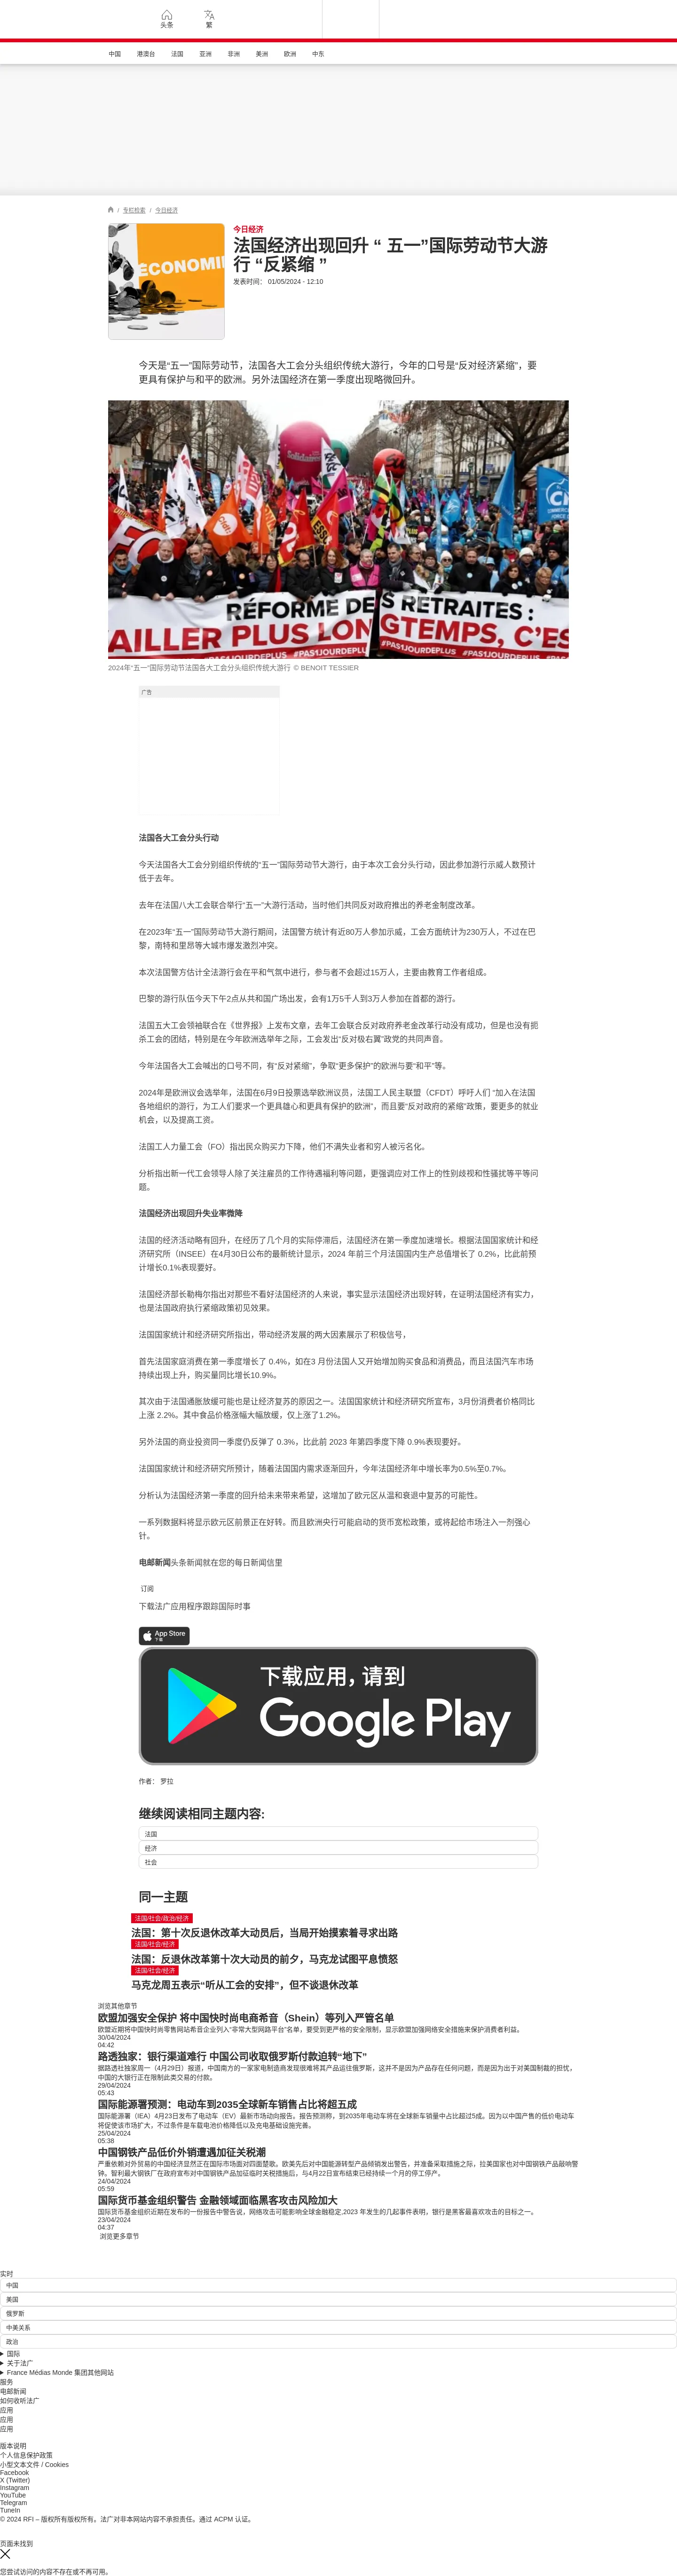 头条
繁
中国
港澳台
法国
亚洲
非洲
美洲
欧洲
中东
/ 专栏检索 / 今日经济
ECONOMIE
今日经济
法国经济出现回升 “ 五一”国际劳动节大游
行 “反紧缩 ”
发表时间： 01/05/2024 - 12:10
今天是“五一”国际劳动节，法国各大工会分头组织传统大游行，今年的口号是“反对经济紧缩”，要
更具有保护与和平的欧洲。另外法国经济在第一季度出现略微回升。
Solidaires
RÉFORME DES RETRAITES :
AILLER PLUS LONGTEMPS, C'ES
#PAS1MOIS #PAS1EURO
2024年“五一”国际劳动节法国各大工会分头组织传统大游行 © BENOIT TESSIER
广告
法国各大工会分头行动
今天法国各大工会分别组织传统的“五一”国际劳动节大游行，由于本次工会分头行动，因此参加游行示威人数预计
低于去年。
去年在法国八大工会联合举行“五一”大游行活动，当时他们共同反对政府推出的养老金制度改革。
在2023年“五一”国际劳动节大游行期间，法国警方统计有近80万人参加示威，工会方面统计为230万人，不过在巴
黎，南特和里昂等大城市爆发激烈冲突。
本次法国警方估计全法游行会在平和气氛中进行，参与者不会超过15万人，主要由教育工作者组成。
巴黎的游行队伍今天下午2点从共和国广场出发，会有1万5千人到3万人参加在首都的游行。
法国五大工会领袖联合在《世界报》上发布文章，去年工会联合反对政府养老金改革行动没有成功，但是也没有扼
杀工会的团结，特别是在今年欧洲选举年之际，工会发出“反对极右翼”政党的共同声音。
今年法国各大工会喊出的口号不同，有“反对紧缩”，争取“更多保护”的欧洲与要“和平”等。
2024年是欧洲议会选举年，法国在6月9日投票选举欧洲议员，法国工人民主联盟（CFDT）呼吁人们 “加入在法国
各地组织的游行，为工人们要求一个更具雄心和更具有保护的欧洲”，而且要“反对政府的紧缩”政策，要更多的就业
机会，以及提高工资。
法国工人力量工会（FO）指出民众购买力下降，他们不满失业者和穷人被污名化。
分析指出新一代工会领导人除了关注雇员的工作待遇福利等问题，更强调应对工作上的性别歧视和性骚扰等平等问
题。
法国经济出现回升失业率微降
法国的经济活动略有回升，在经历了几个月的实际停滞后，法国经济在第一季度加速增长。根据法国国家统计和经
济研究所（INSEE）在4月30日公布的最新统计显示，2024 年前三个月法国国内生产总值增长了 0.2%，比此前预
计增长0.1%表现要好。
法国经济部长勒梅尔指出对那些不看好法国经济的人来说，事实显示法国经济出现好转，在证明法国经济有实力，
也是法国政府执行紧缩政策初见效果。
法国国家统计和经济研究所指出，带动经济发展的两大因素展示了积极信号，
首先法国家庭消费在第一季度增长了 0.4%，如在3 月份法国人又开始增加购买食品和消费品，而且法国汽车市场
持续出现上升，购买量同比增长10.9%。
其次由于法国通胀放缓可能也是让经济复苏的原因之一。法国国家统计和经济研究所宣布，3月份消费者价格同比
上涨 2.2%。其中食品价格涨幅大幅放缓，仅上涨了1.2%。
另外法国的商业投资同一季度仍反弹了 0.3%，比此前 2023 年第四季度下降 0.9%表现要好。
法国国家统计和经济研究所预计，随着法国国内需求逐渐回升，今年法国经济年中增长率为0.5%至0.7%。
分析认为法国经济第一季度的回升给未来带来希望，这增加了欧元区从温和衰退中复苏的可能性。
一系列数据料将显示欧元区前景正在好转。而且欧洲央行可能启动的货币宽松政策，或将起给市场注入一剂强心
针。
电邮新闻头条新闻就在您的每日新闻信里
订阅
下载法广应用程序跟踪国际时事
App Store
下载
下载应用，请到
Google Play
作者： 罗拉
继续阅读相同主题内容:
法国
经济
社会
同一主题
法国/社会/政治/经济
法国：第十次反退休改革大动员后，当局开始摸索着寻求出路
法国/社会/经济
法国：反退休改革第十次大动员的前夕，马克龙试图平息愤怒
法国/社会/经济
马克龙周五表示“听从工会的安排”，但不谈退休改革
浏览其他章节
欧盟加强安全保护 将中国快时尚电商希音（Shein）等列入严管名单
欧盟近期将中国快时尚零售网站希音企业列入“非常大型网路平台”名单，要受到更严格的安全限制，显示欧盟加强网络安全措施来保护消费者利益。
30/04/2024
04:42
路透独家：银行渠道难行 中国公司收取俄罗斯付款迫转“地下”
据路透社独家周一（4月29日）报道，中国南方的一家家电制造商发现很难将其产品运往俄罗斯，这并不是因为产品存在任何问题，而是因为出于对美国制裁的担忧，
中国的大银行正在限制此类交易的付款。
29/04/2024
05:43
国际能源署预测：电动车到2035全球新车销售占比将超五成
国际能源署（IEA）4月23日发布了电动车（EV）最新市场动向报告。报告预测称，到2035年电动车将在全球新车销量中占比超过5成。因为以中国产售的低价电动车
将促使该市场扩大，不过条件是车载电池价格降低以及充电基础设施完善。
25/04/2024
05:38
中国钢铁产品低价外销遭遇加征关税潮
产重依赖对外贸易的中国经济显然正在国际市场面对四面楚歌。欧美先后对中国能源转型产品倾销发出警告，并准备采取措施之际，拉美国家也对中国钢铁产品敲响警
钟。智利最大钢铁厂在政府宣布对中国钢铁产品加征临时关税措施后，与4月22日宣布结束已经持续一个月的停工停产。
24/04/2024
05:59
国际货币基金组织警告 金融领域面临黑客攻击风险加大
国际货币基金组织近期在发布的一份报告中警告说，网络攻击可能影响全球金融稳定,2023 年发生的几起事件表明，银行是黑客最喜欢攻击的目标之一。
23/04/2024
04:37
浏览更多章节
实时
中国
美国
俄罗斯
中美关系
政治
国际
关于法广
France Médias Monde 集团其他网站
服务
电邮新闻
如何收听法广
应用
应用
应用
版本说明
个人信息保护政策
小型文本文件 / Cookies
Facebook
X (Twitter)
Instagram
YouTube
Telegram
TuneIn
© 2024 RFI – 版权所有版权所有。法广对非本网站内容不承担责任。通过 ACPM 认证。
页面未找到
您尝试访问的内容不存在或不再可用。